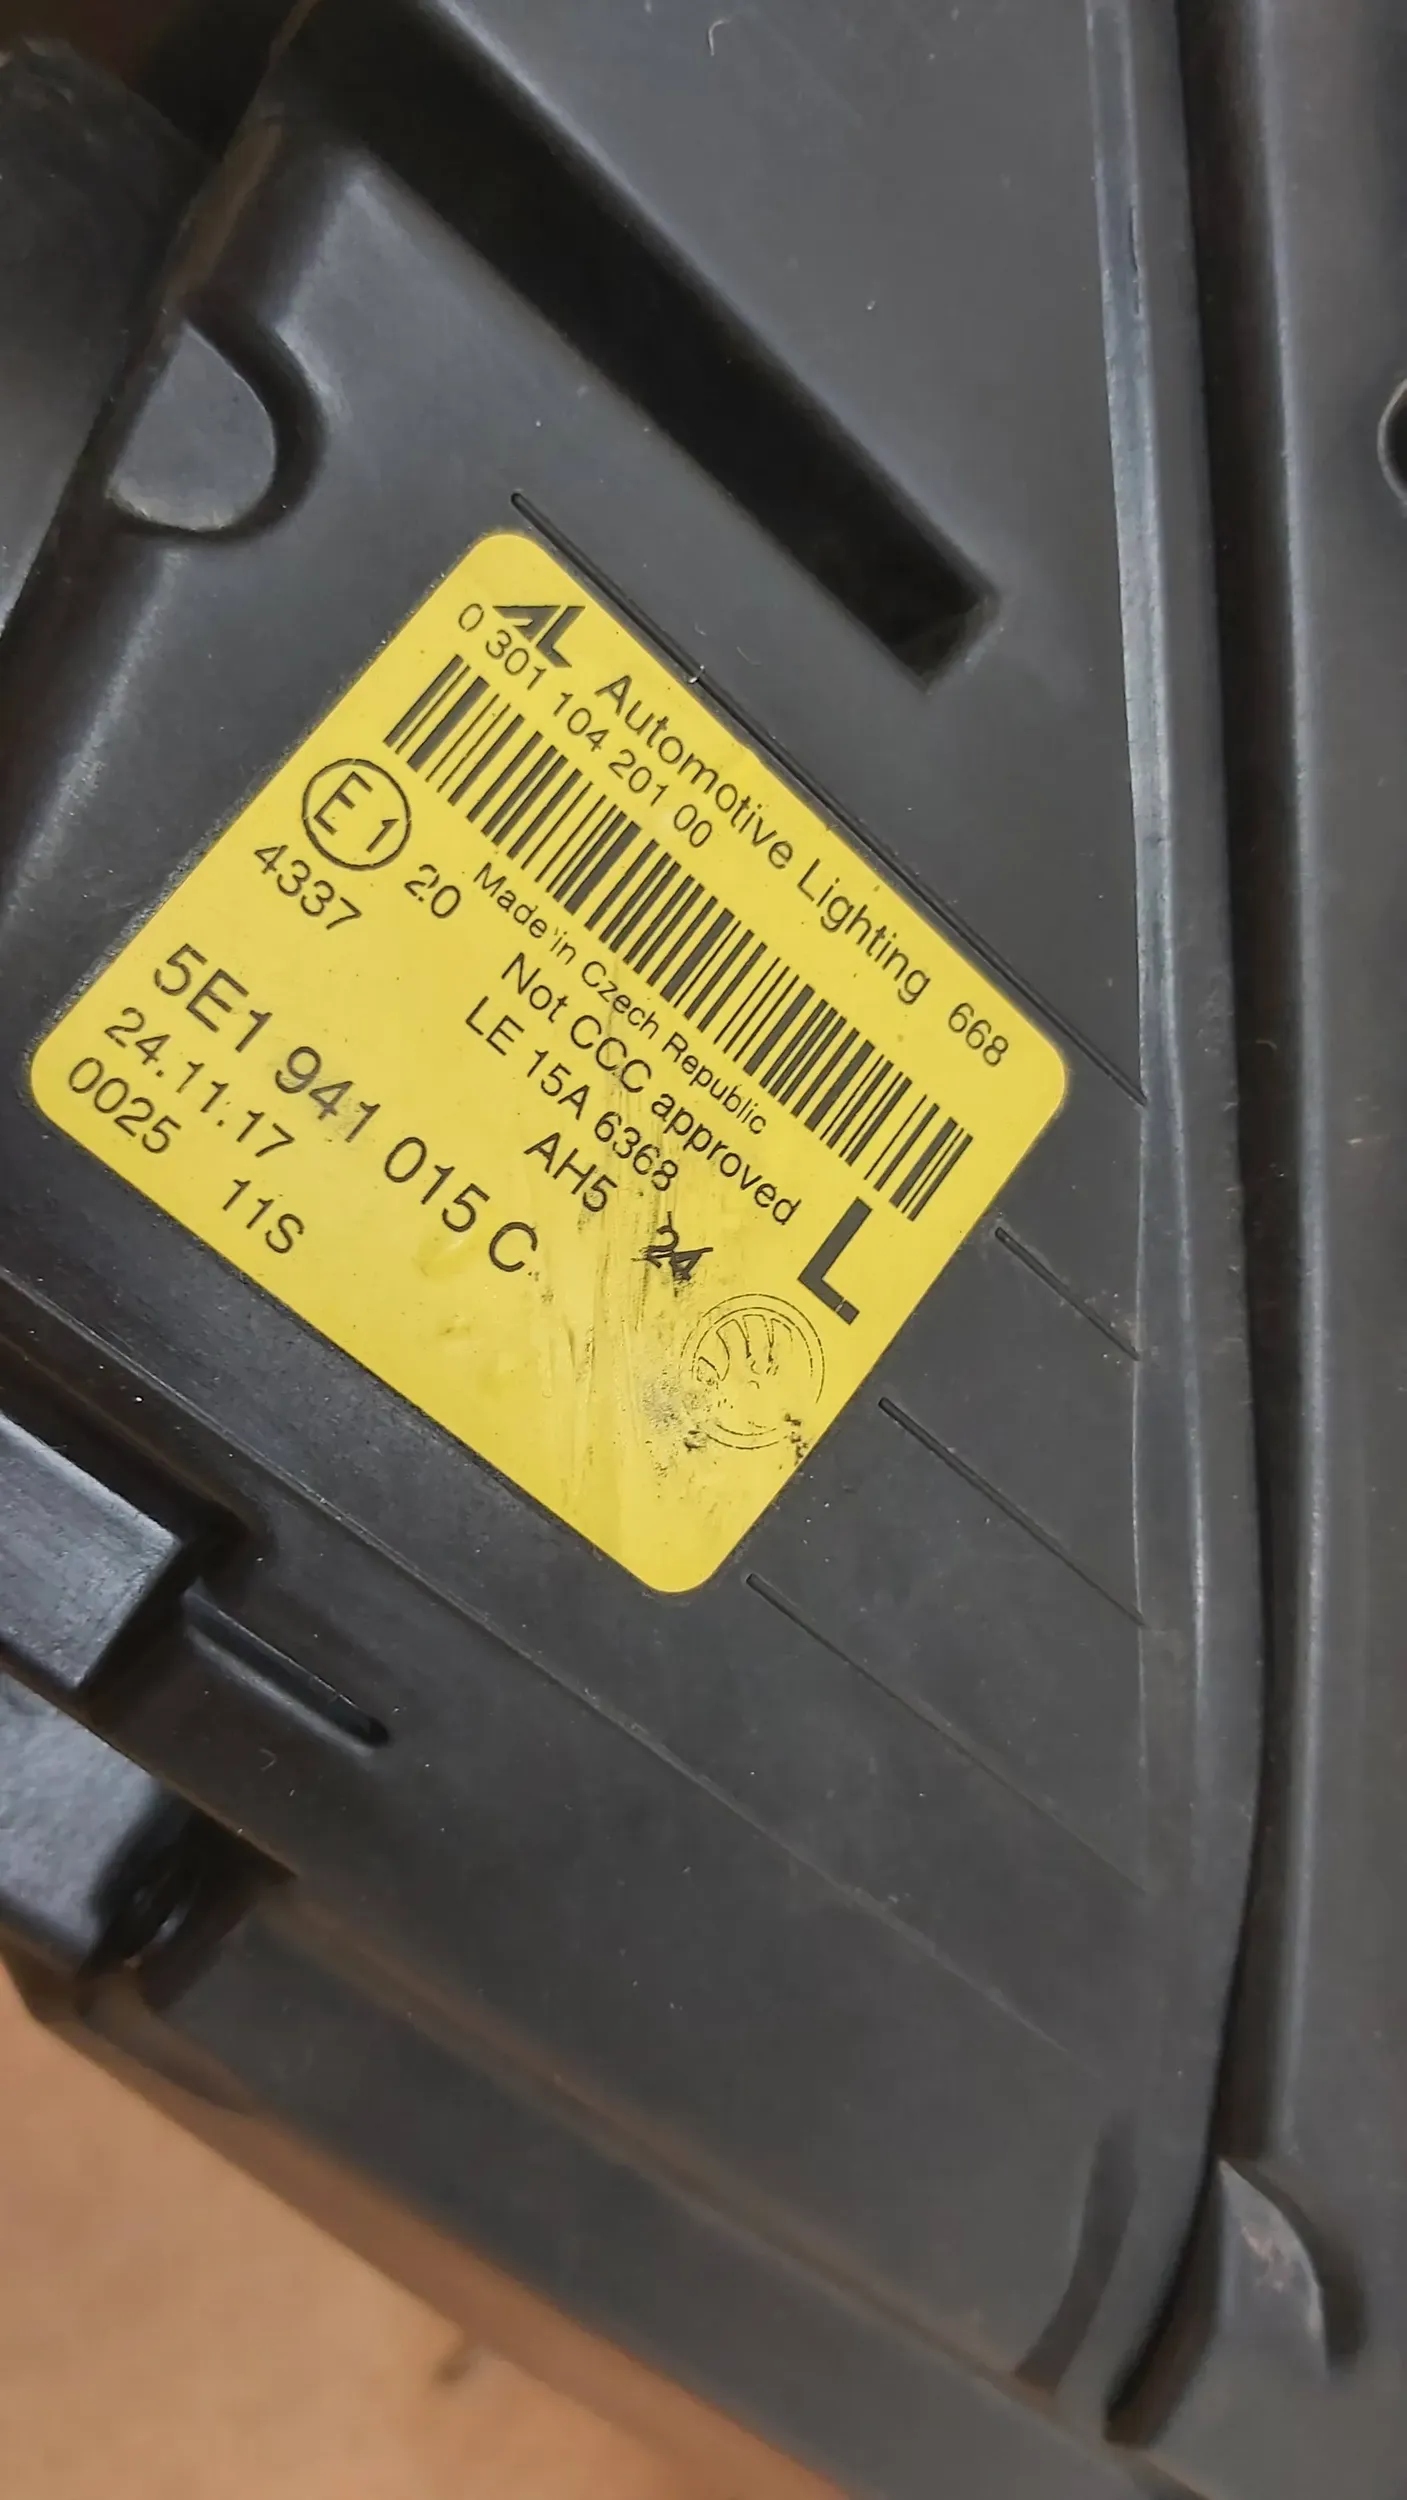 AL Automotive Lighting 668
0 301 104 201 00
Made in Czech Republic
E1 20
Not CCC approved
4337
LE 15A 6368
AH5 24
L
5E1 941 015 C
24.11.17
0025 11S